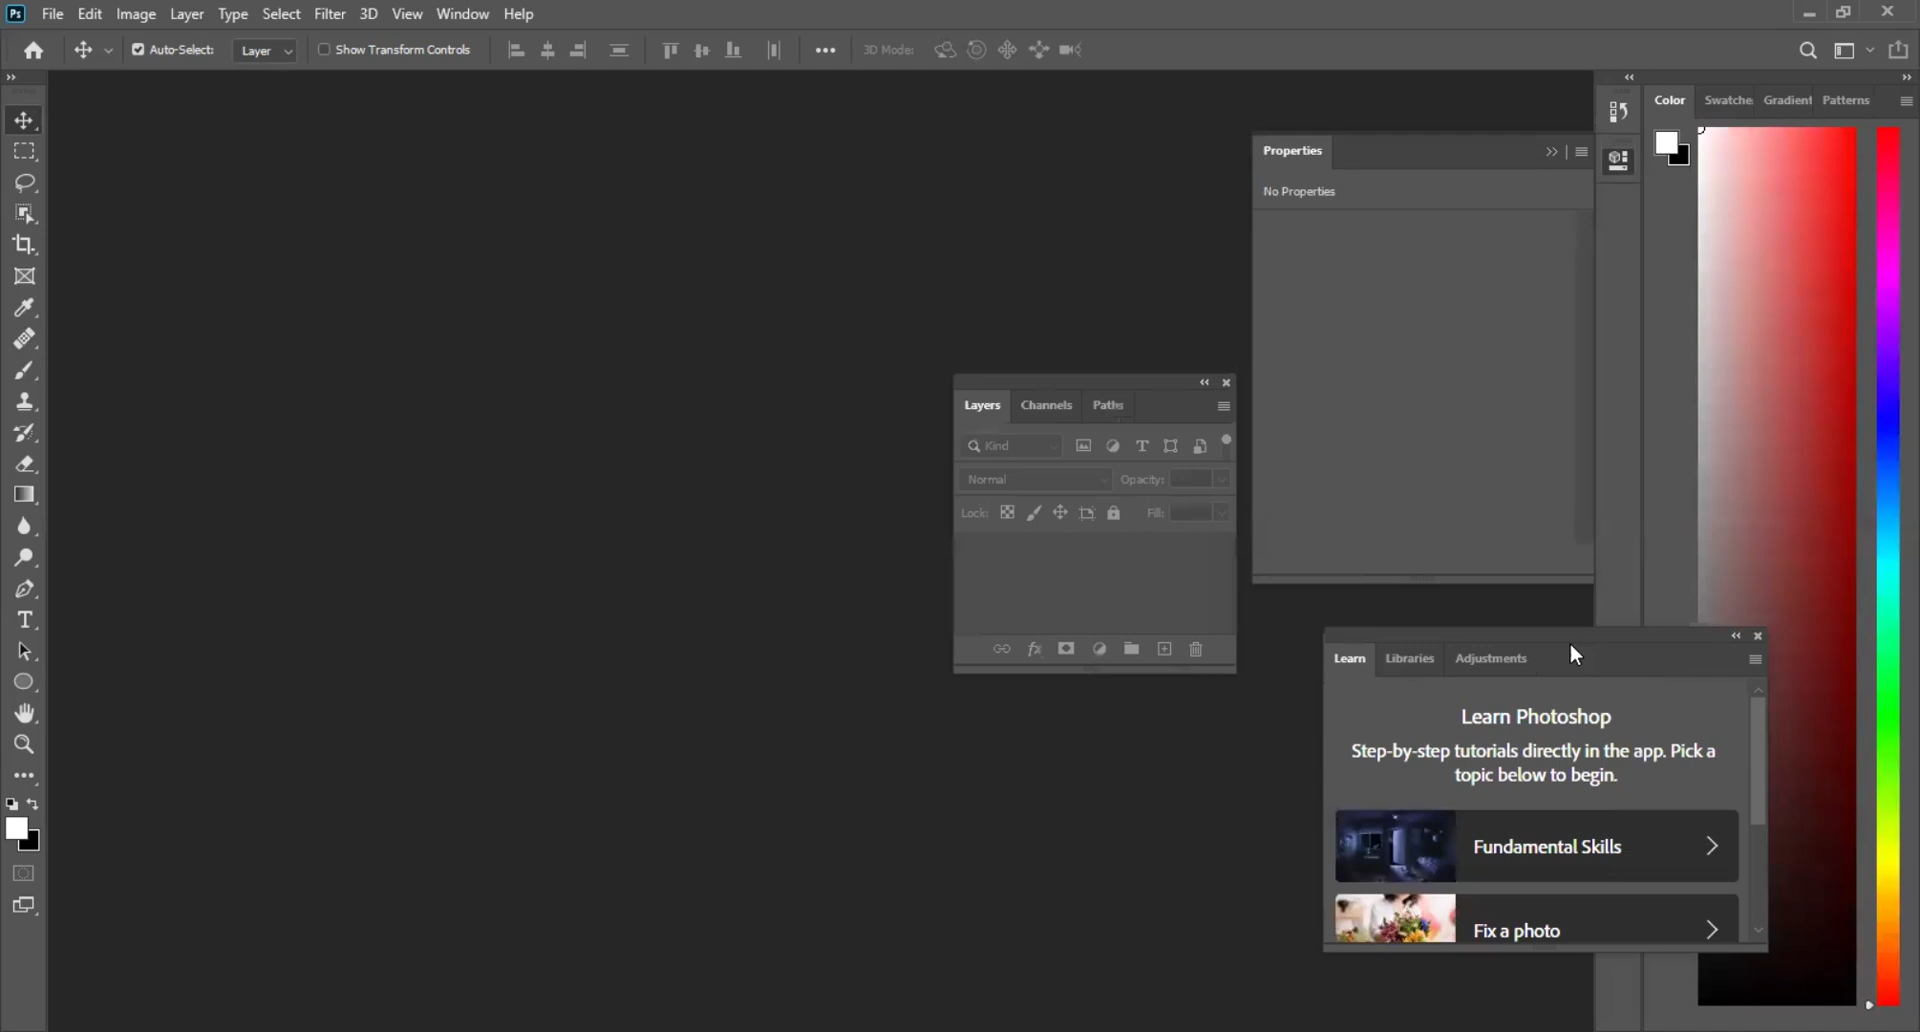 Ps File Edit Image Layer Type Select Filter 3D View Window Help
Auto-Select: Layer Show Transform Controls 3D Mode:
Color Swatche Gradient Patterns
Properties
No Properties
Layers Channels Paths
Kind
Normal Opacity:
Lock: Fill:
Learn Libraries Adjustments
Learn Photoshop
Step-by-step tutorials directly in the app. Pick a
topic below to begin.
Fundamental Skills
Fix a photo